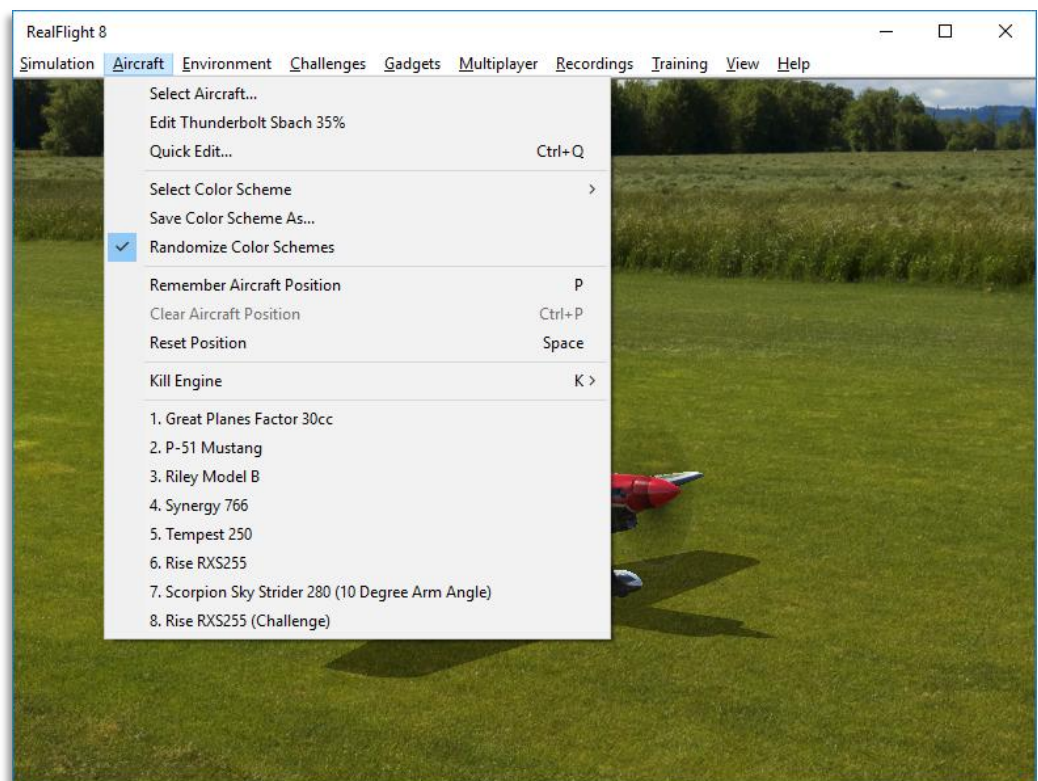 RealFlight 8
Simulation Aircraft Environment Challenges Gadgets Multiplayer Recordings Training View Help
Select Aircraft...
Edit Thunderbolt Sbach 35%
Quick Edit... Ctrl+Q
Select Color Scheme >
Save Color Scheme As...
Randomize Color Schemes
Remember Aircraft Position P
Clear Aircraft Position Ctrl+P
Reset Position Space
Kill Engine K >
1. Great Planes Factor 30cc
2. P-51 Mustang
3. Riley Model B
4. Synergy 766
5. Tempest 250
6. Rise RXS255
7. Scorpion Sky Strider 280 (10 Degree Arm Angle)
8. Rise RXS255 (Challenge)